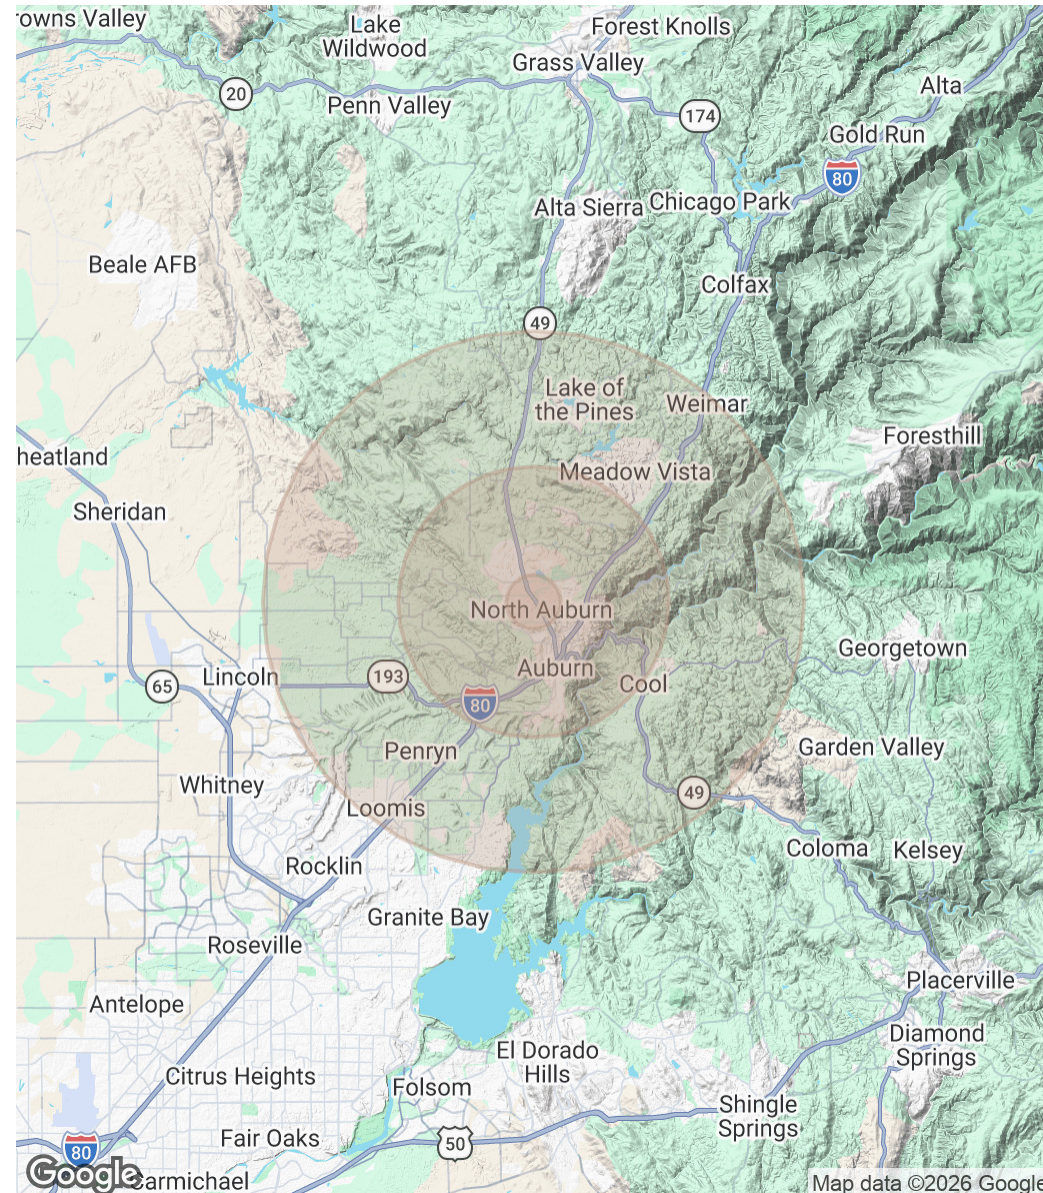 rowns Valley
Lake
Wildwood
Forest Knolls
Grass Valley
20
Penn Valley
174
Alta
Gold Run
80
Alta Sierra
Chicago Park
Beale AFB
Colfax
49
Lake of
the Pines
Weimar
Foresthill
heatland
Meadow Vista
Sheridan
North Auburn
Georgetown
Auburn
Lincoln
193
Cool
65
80
Penryn
Garden Valley
Whitney
49
Loomis
Coloma
Kelsey
Rocklin
Granite Bay
Roseville
Placerville
Antelope
Diamond
Springs
El Dorado
Hills
Citrus Heights
Folsom
Shingle
Springs
Fair Oaks
50
80
Google
Carmichael
Map data ©2026 Google